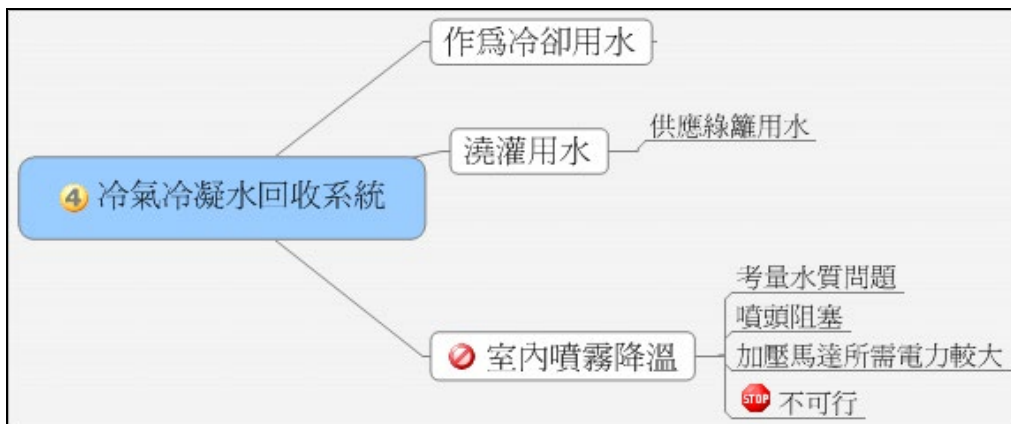 作爲冷卻用水
澆灌用水
供應綠籬用水
4 冷氣冷凝水回收系統
室內噴霧降溫
考量水質問題
噴頭阻塞
加壓馬達所需電力較大
STOP 不可行